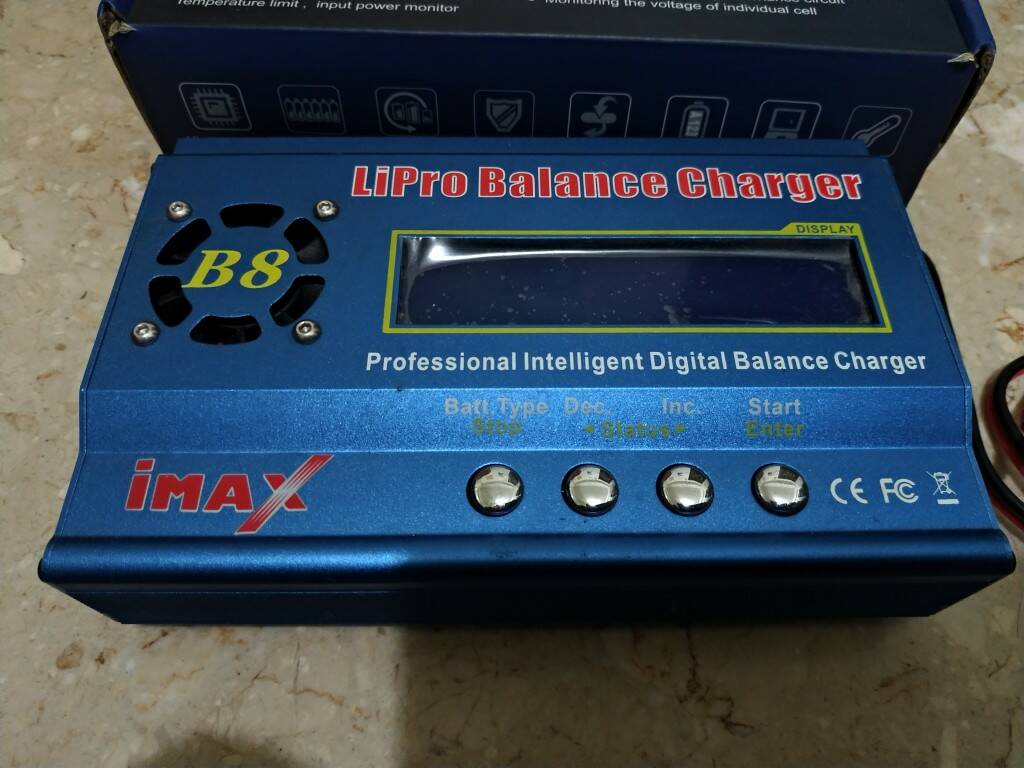 Temperature limit , input power monitor
Monitoring the voltage of individual cell
LiPro Balance Charger
DISPLAY
B8
Professional Intelligent Digital Balance Charger
Batt.Type Dec. Inc. Start
Stop ◄Status► Enter
iMAX
CE FC